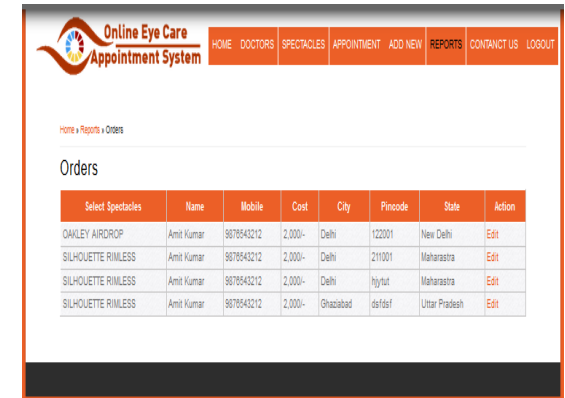 Online Eye Care
Appointment System
HOME DOCTORS SPECTACLES APPOINTMENT ADD NEW REPORTS CONTANCT US LOGOUT
Home » Reports » Orders
Orders
Select Spectacles Name Mobile Cost City Pincode State Action
OAKLEY AIRDROP Amit Kumar 9876543212 2,000/- Delhi 122001 New Delhi Edit
SILHOUETTE RIMLESS Amit Kumar 9876543212 2,000/- Delhi 211001 Maharastra Edit
SILHOUETTE RIMLESS Amit Kumar 9876543212 2,000/- Delhi hjytut Maharastra Edit
SILHOUETTE RIMLESS Amit Kumar 9876543212 2,000/- Ghaziabad dsfdsf Uttar Pradesh Edit